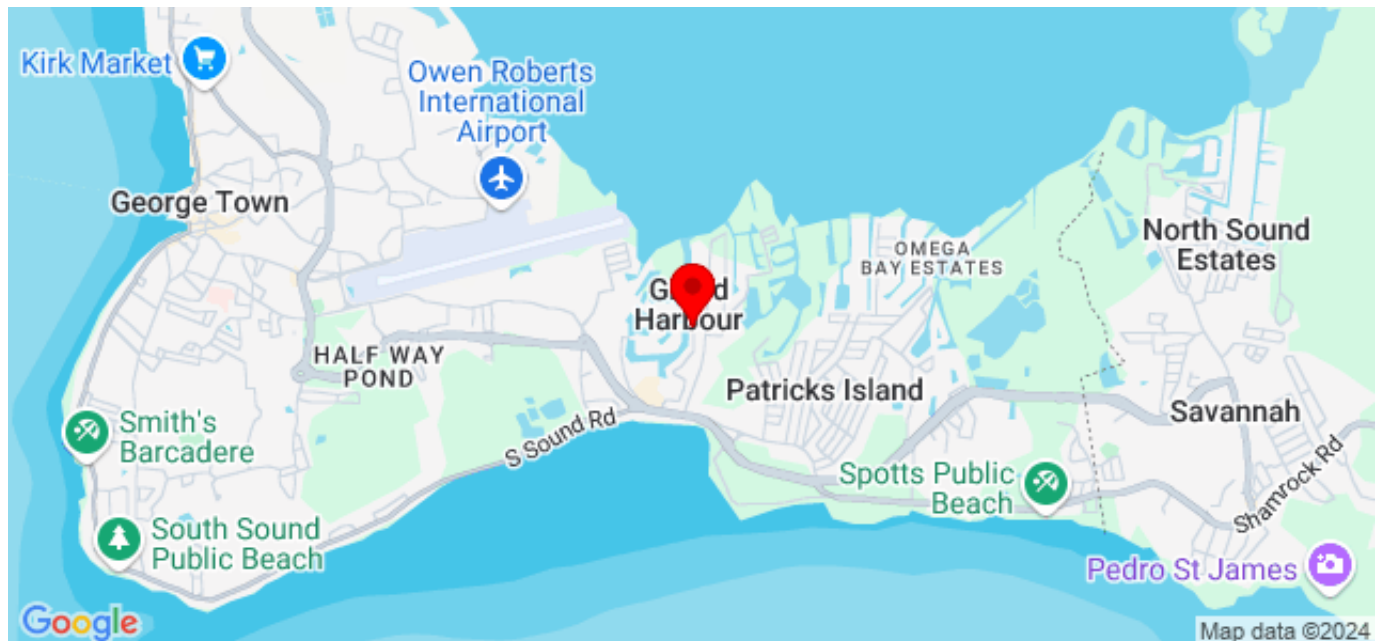 Kirk Market
Owen Roberts
International
Airport
George Town
North Sound
Estates
OMEGA
BAY ESTATES
Harbour
HALF WAY
POND
Patricks Island
Savannah
Smith's
Barcadere
S Sound Rd
Spotts Public
Beach
Shamrock Rd
South Sound
Public Beach
Pedro St James
Google
Map data ©2024